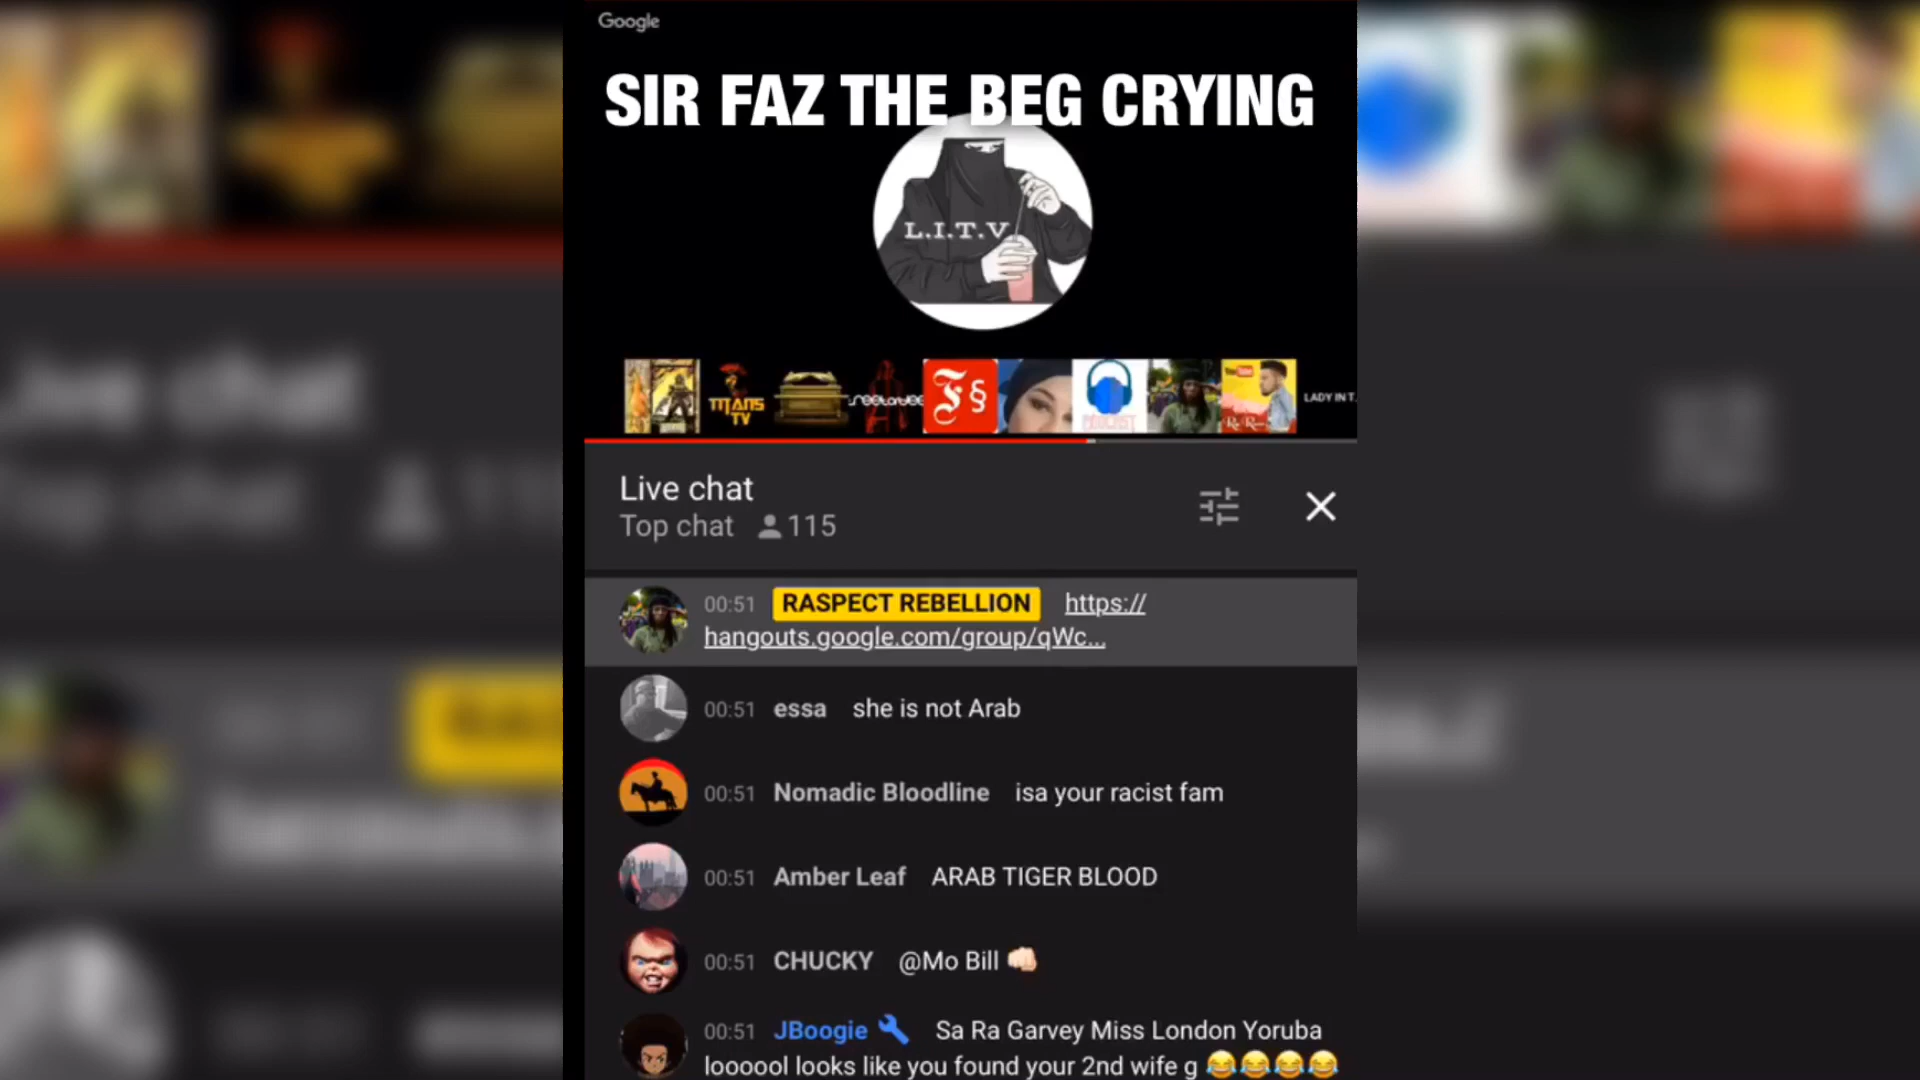 Google
SIR FAZ THE BEG CRYING
L.I.T.V
TITANS
TV
F§
PODCAST
YouTube
LADY IN T.
Live chat
Top chat 115
00:51 RASPECT REBELLION https://
hangouts.google.com/group/qWc...
00:51 essa she is not Arab
00:51 Nomadic Bloodline isa your racist fam
00:51 Amber Leaf ARAB TIGER BLOOD
00:51 CHUCKY @Mo Bill 👊🏻
00:51 JBoogie 🔧 Sa Ra Garvey Miss London Yoruba
loooool looks like you found your 2nd wife g 😂😂😂😂